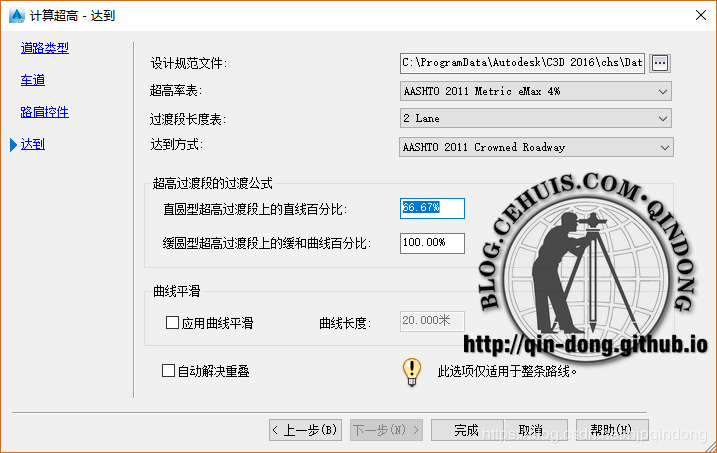 计算超高 - 达到
道路类型
车道
路肩控件
达到
设计规范文件: C:\ProgramData\Autodesk\C3D 2016\chs\Dat ...
超高率表: AASHTO 2011 Metric eMax 4%
过渡段长度表: 2 Lane
达到方式: AASHTO 2011 Crowned Roadway
超高过渡段的过渡公式
直圆型超高过渡段上的直线百分比: 66.67%
缓圆型超高过渡段上的缓和曲线百分比: 100.00%
曲线平滑
应用曲线平滑 曲线长度: 20.000米
自动解决重叠 此选项仅适用于整条路线。
BLOG.CEHUIS.COM·QINDONG
http://qin-dong.github.io
< 上一步(B) 下一步(N) > 完成 取消 帮助(H)